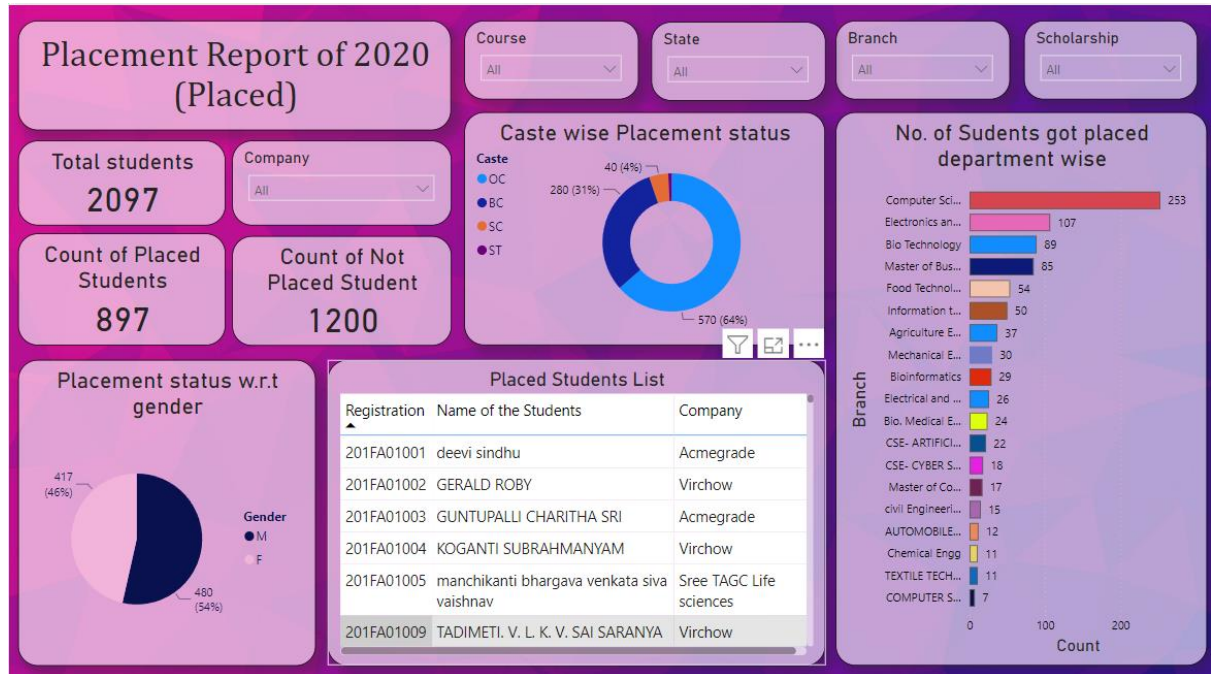 Placement Report of 2020
(Placed)
Course
All
State
All
Branch
All
Scholarship
All
Total students
2097
Company
All
Count of Placed
Students
897
Count of Not
Placed Student
1200
Caste wise Placement status
Caste
OC
BC
SC
ST
40 (4%)
280 (31%)
570 (64%)
No. of Sudents got placed
department wise
Branch
Computer Sci... 253
Electronics an... 107
Bio Technology 89
Master of Bus... 85
Food Technol... 54
Information t... 50
Agriculture E... 37
Mechanical E... 30
Bioinformatics 29
Electrical and ... 26
Bio. Medical E... 24
CSE- ARTIFICI... 22
CSE- CYBER S... 18
Master of Co... 17
civil Engineeri... 15
AUTOMOBILE... 12
Chemical Engg 11
TEXTILE TECH... 11
COMPUTER S... 7
0 100 200
Count
Placement status w.r.t
gender
417
(46%)
480
(54%)
Gender
M
F
Placed Students List
Registration Name of the Students Company
201FA01001 deevi sindhu Acmegrade
201FA01002 GERALD ROBY Virchow
201FA01003 GUNTUPALLI CHARITHA SRI Acmegrade
201FA01004 KOGANTI SUBRAHMANYAM Virchow
201FA01005 manchikanti bhargava venkata siva Sree TAGC Life
vaishnav sciences
201FA01009 TADIMETI. V. L. K. V. SAI SARANYA Virchow